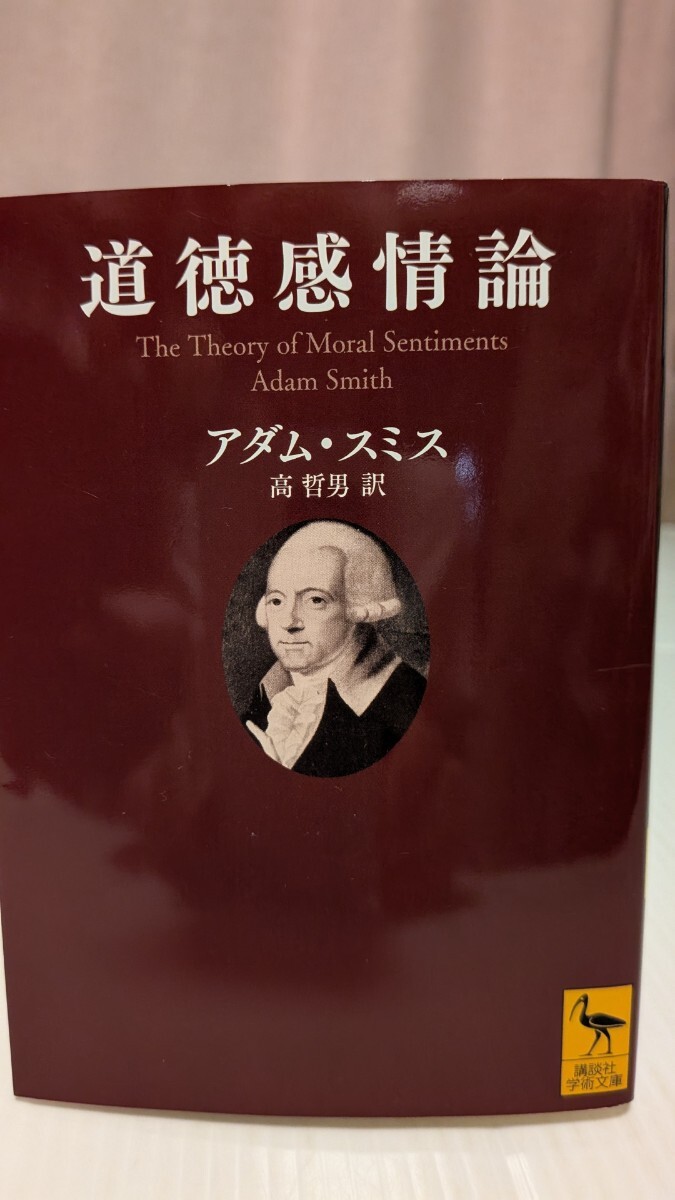 道徳感情論
The Theory of Moral Sentiments
Adam Smith
アダム・スミス
高 哲男 訳
講談社
学術文庫